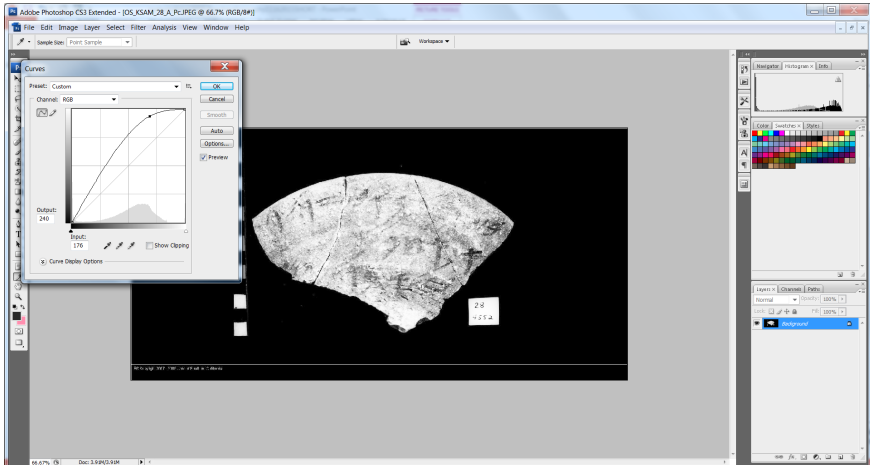 Adobe Photoshop CS3 Extended - [OS_KSAM_28_A_Pc.JPEG @ 66.7% (RGB/8#)]
File Edit Image Layer Select Filter Analysis View Window Help
Sample Size: Point Sample
Workspace
Curves
Preset: Custom
Channel: RGB
OK
Cancel
Smooth
Auto
Options...
Preview
Output:
240
Input:
176
Show Clipping
Curve Display Options
28
-552
Navigator Histogram × Info
Color Swatches × Styles
Layers × Channels Paths
Normal
Opacity: 100%
Lock:
Fill: 100%
Background
66.67%
Doc: 3.91M/3.91M